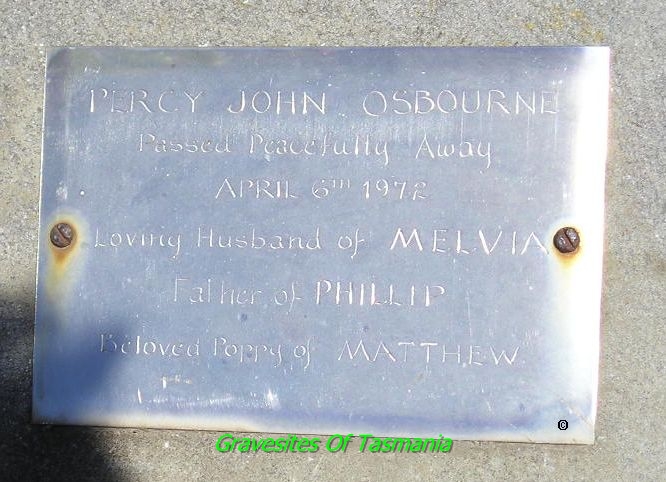 PERCY JOHN OSBOURNE
Passed Peacefully Away
APRIL 6TH 1972
Loving Husband of MELVIA
Father of PHILLIP
Beloved Poppy of MATTHEW
©
Gravesites Of Tasmania